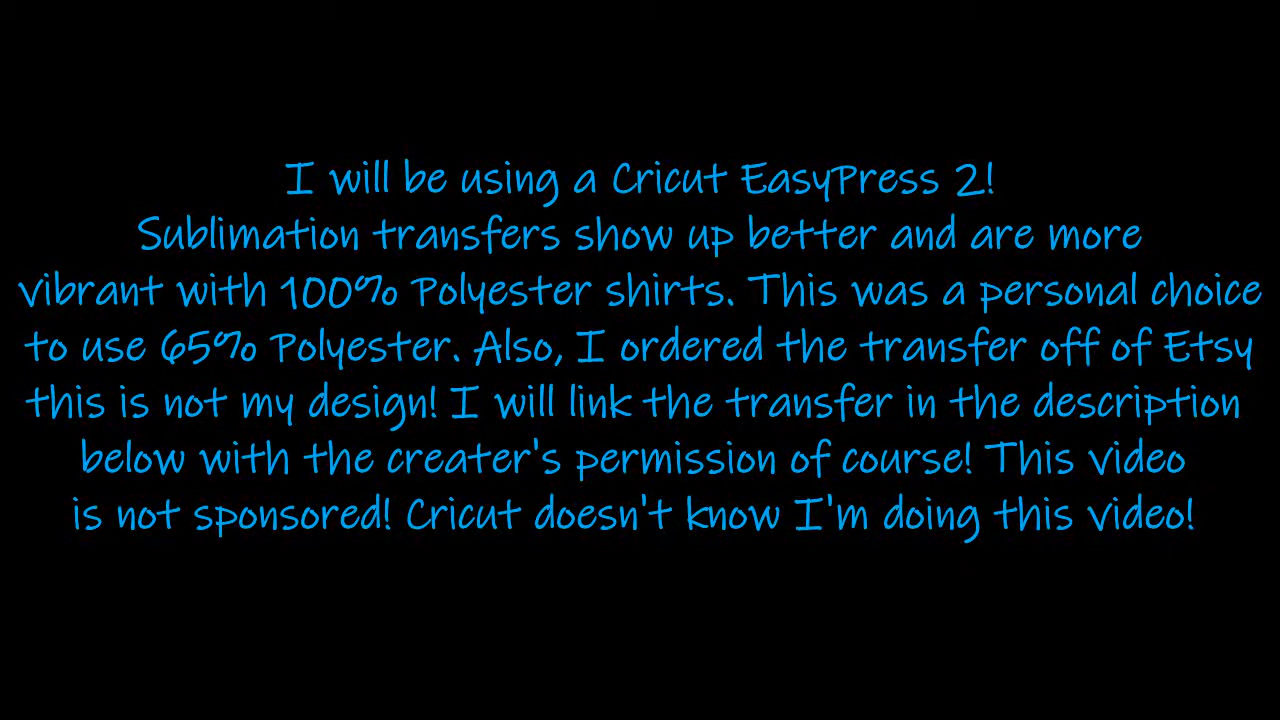 I will be using a Cricut EasyPress 2!
Sublimation transfers show up better and are more
vibrant with 100% Polyester shirts. This was a personal choice
to use 65% Polyester. Also, I ordered the transfer off of Etsy
this is not my design! I will link the transfer in the description
below with the creater's permission of course! This video
is not sponsored! Cricut doesn't know I'm doing this video!